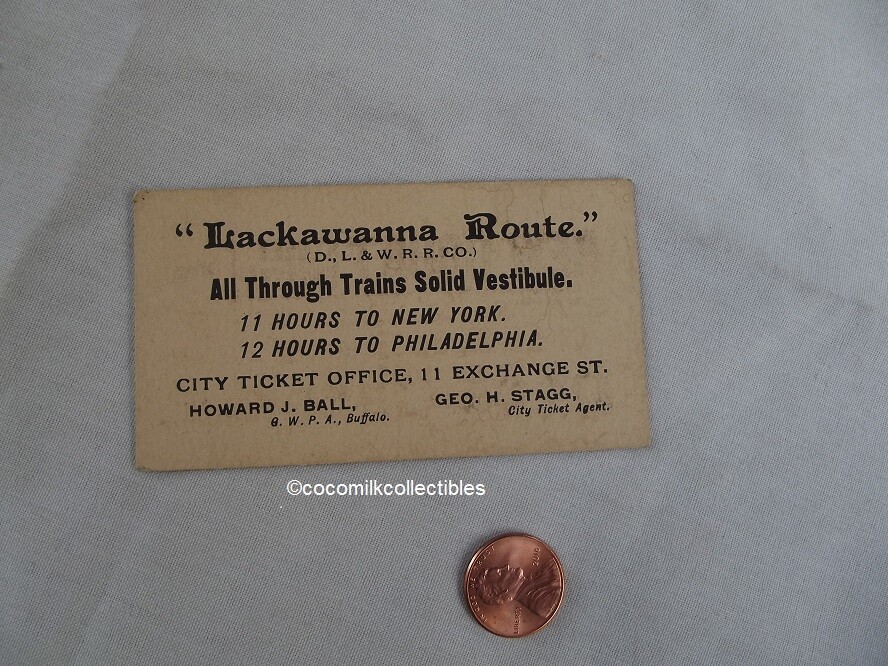 “Lackawanna Route.”
(D., L. & W. R. R. CO.)
All Through Trains Solid Vestibule.
11 HOURS TO NEW YORK.
12 HOURS TO PHILADELPHIA.
CITY TICKET OFFICE, 11 EXCHANGE ST.
HOWARD J. BALL,
G. W. P. A., Buffalo.
GEO. H. STAGG,
City Ticket Agent.
©cocomilkcollectibles
LIBERTY